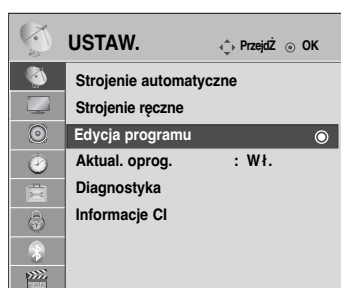 USTAW. PrzejdŹ OK
Strojenie automatyczne
Strojenie ręczne
Edycja programu
Aktual. oprog. : Wł.
Diagnostyka
Informacje CI